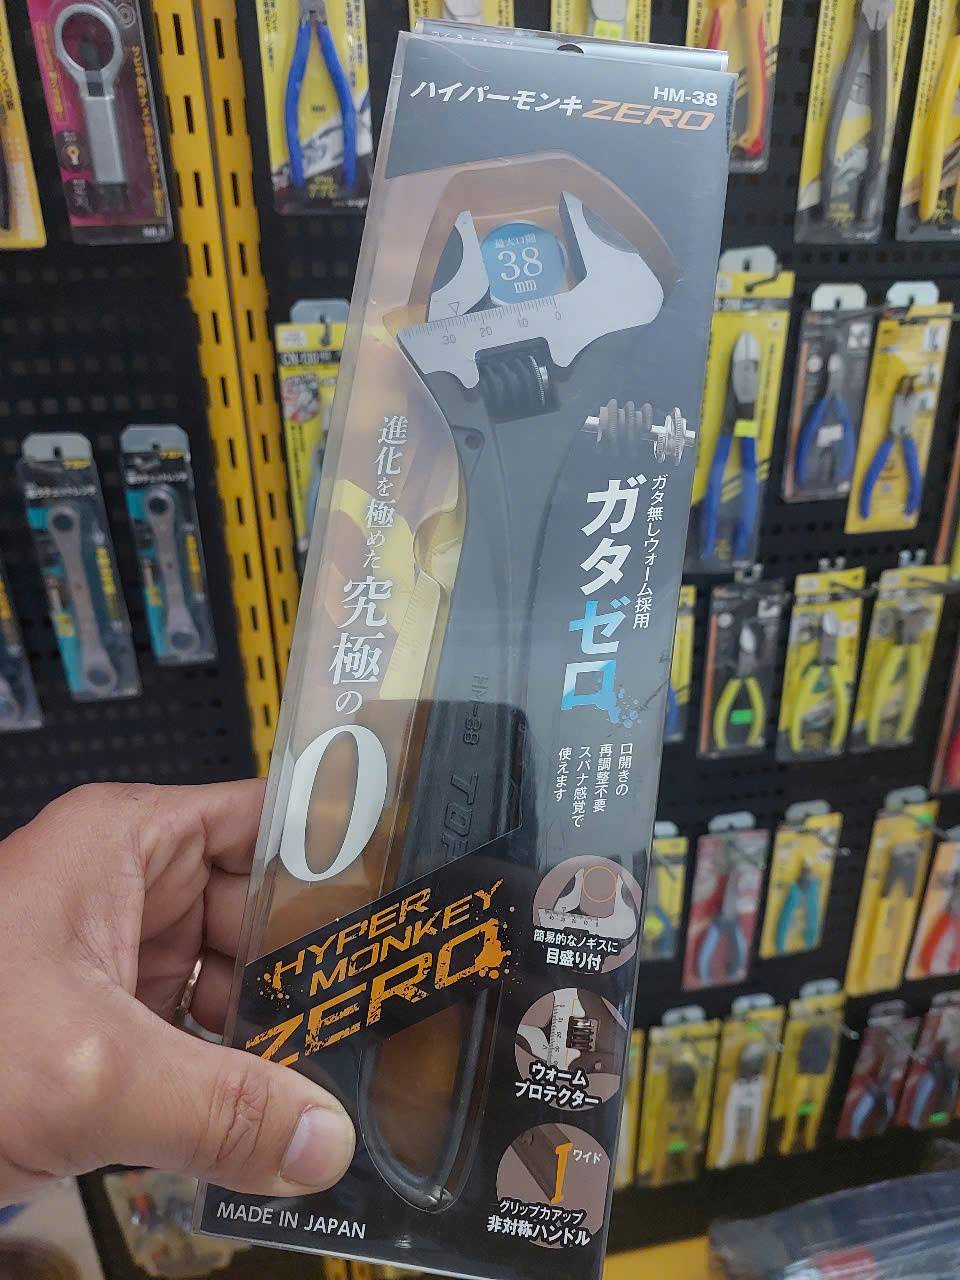 HM-38
ハイパーモンキZERO
最大口開
38
mm
30 20 10 0
進化を極めた究極の
0
ガタ無しウォーム採用
ガタゼロ
口開きの
再調整不要
スパナ感覚で
使えます
HM-38
HYPER
MONKEY
ZERO
簡易的なノギスに
目盛り付
ウォーム
プロテクター
ワイド
グリップ力アップ
非対称ハンドル
MADE IN JAPAN